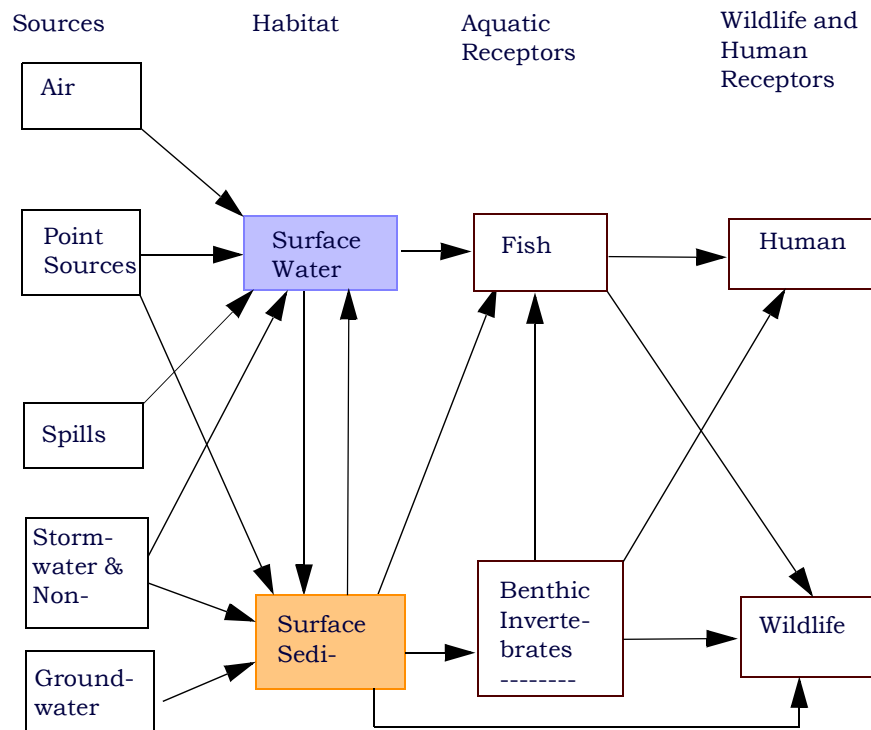 Sources
Habitat
Aquatic
Receptors
Wildlife and
Human
Receptors
Air
Point
Sources
Surface
Water
Fish
Human
Spills
Storm-
water &
Non-
Surface
Sedi-
Benthic
Inverte-
brates
--------
Wildlife
Ground-
water